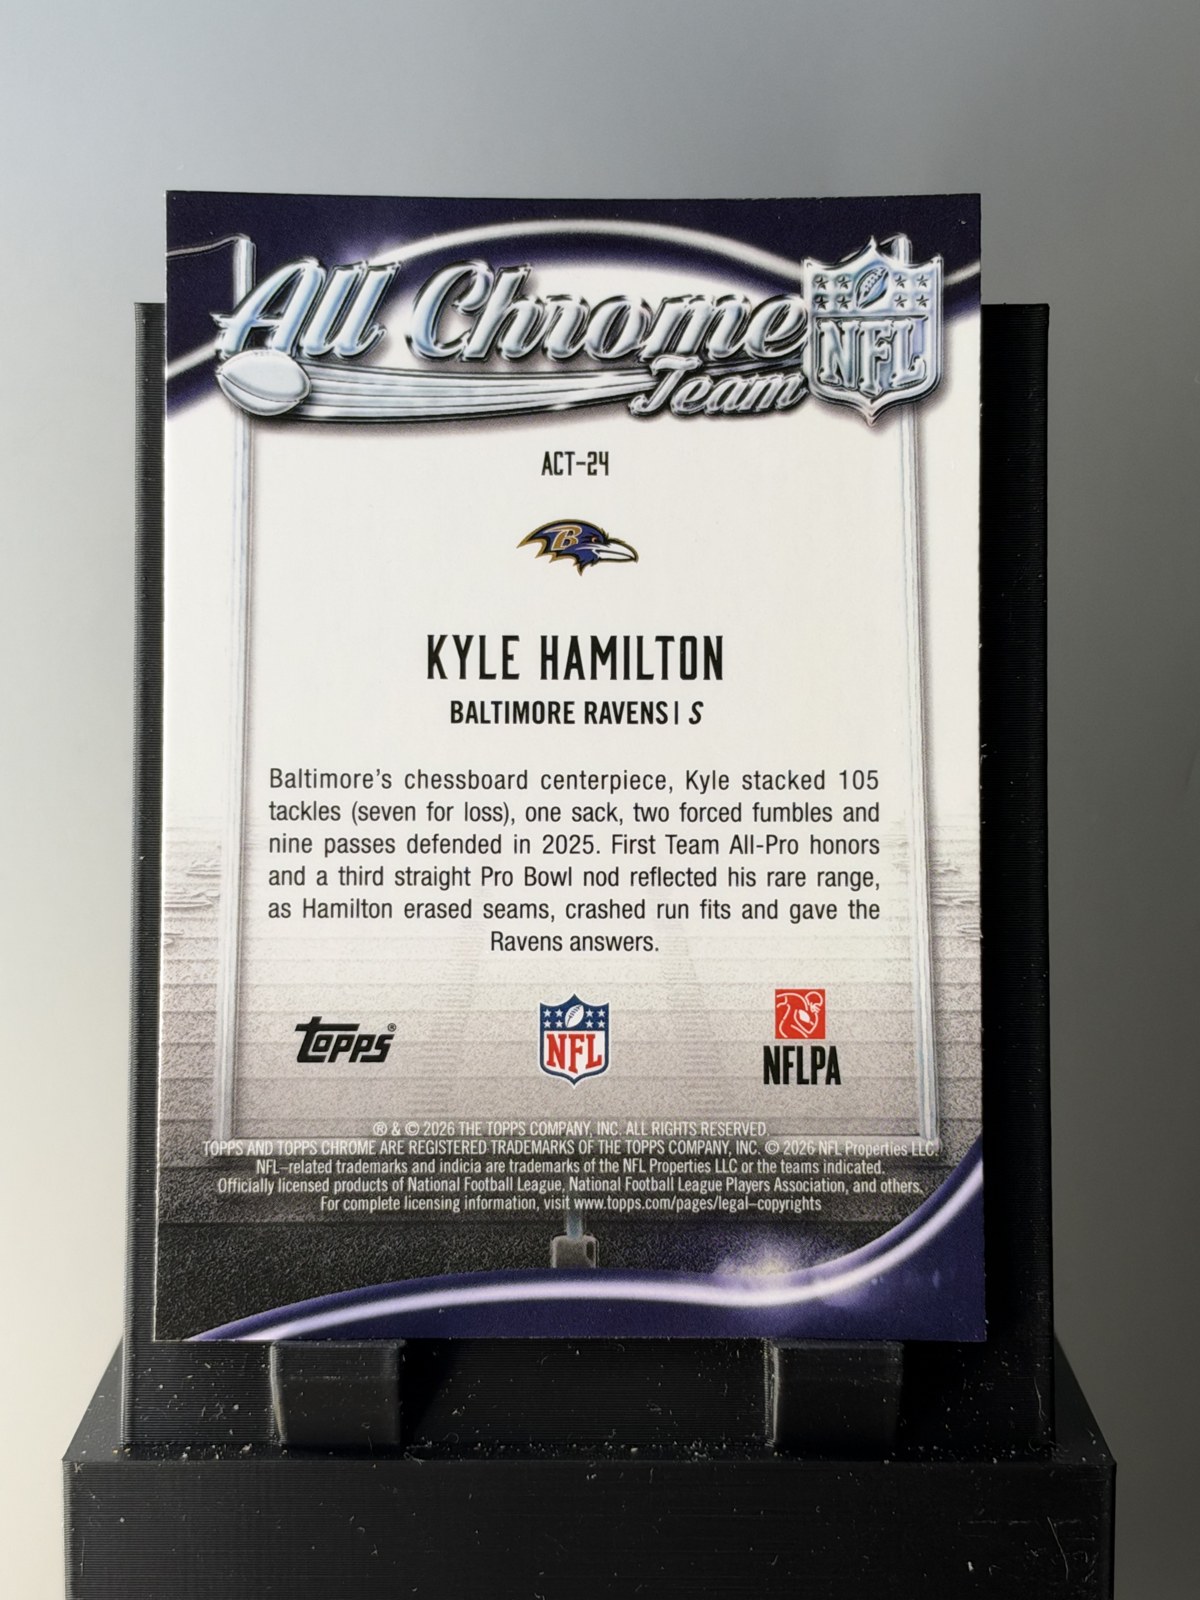 All Chrome
Team
NFL
ACT-24
B
KYLE HAMILTON
BALTIMORE RAVENS| S
Baltimore's chessboard centerpiece, Kyle stacked 105
tackles (seven for loss), one sack, two forced fumbles and
nine passes defended in 2025. First Team All-Pro honors
and a third straight Pro Bowl nod reflected his rare range,
as Hamilton erased seams, crashed run fits and gave the
Ravens answers.
Topps®
NFL
NFLPA
® & © 2026 THE TOPPS COMPANY, INC. ALL RIGHTS RESERVED.
TOPPS AND TOPPS CHROME ARE REGISTERED TRADEMARKS OF THE TOPPS COMPANY, INC. © 2026 NFL Properties LLC.
NFL-related trademarks and indicia are trademarks of the NFL Properties LLC or the teams indicated.
Officially licensed products of National Football League, National Football League Players Association, and others.
For complete licensing information, visit www.topps.com/pages/legal-copyrights